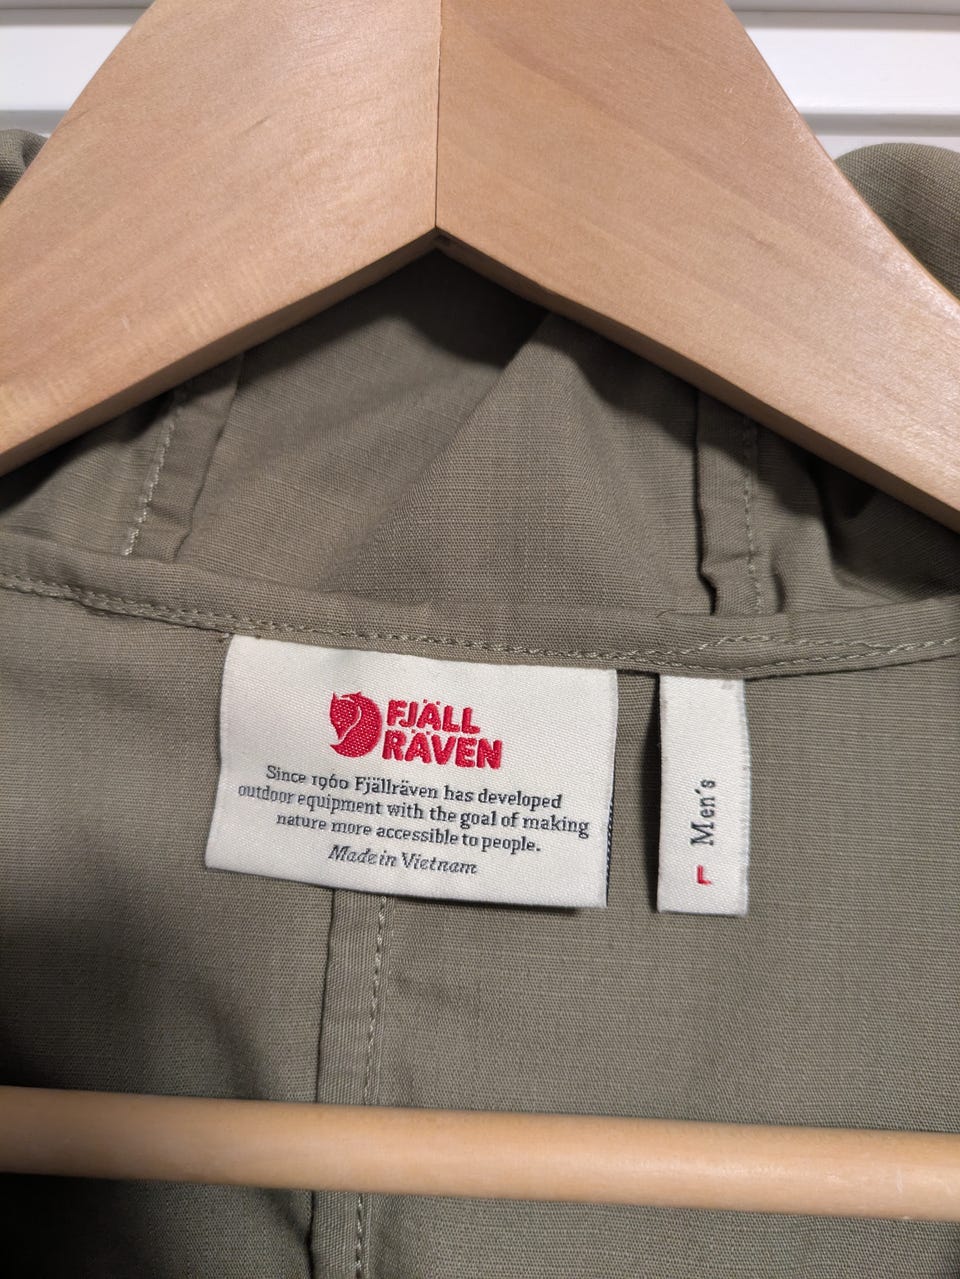 FJÄLL
RÄVEN
Since 1960 Fjällräven has developed
outdoor equipment with the goal of making
nature more accessible to people.
Made in Vietnam
L Men's